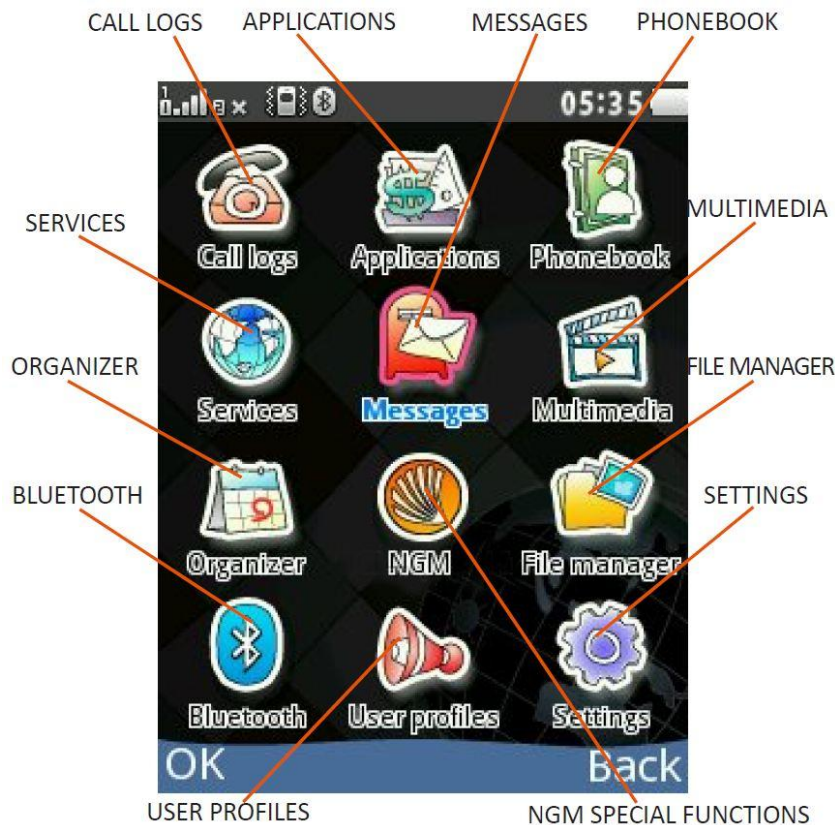 CALL LOGS APPLICATIONS MESSAGES PHONEBOOK
05:35
SERVICES
MULTIMEDIA
Call logs Applications Phonebook
ORGANIZER
FILE MANAGER
Services Messages Multimedia
BLUETOOTH
SETTINGS
Organizer NGM File manager
Bluetooth User profiles Settings
OK Back
USER PROFILES NGM SPECIAL FUNCTIONS